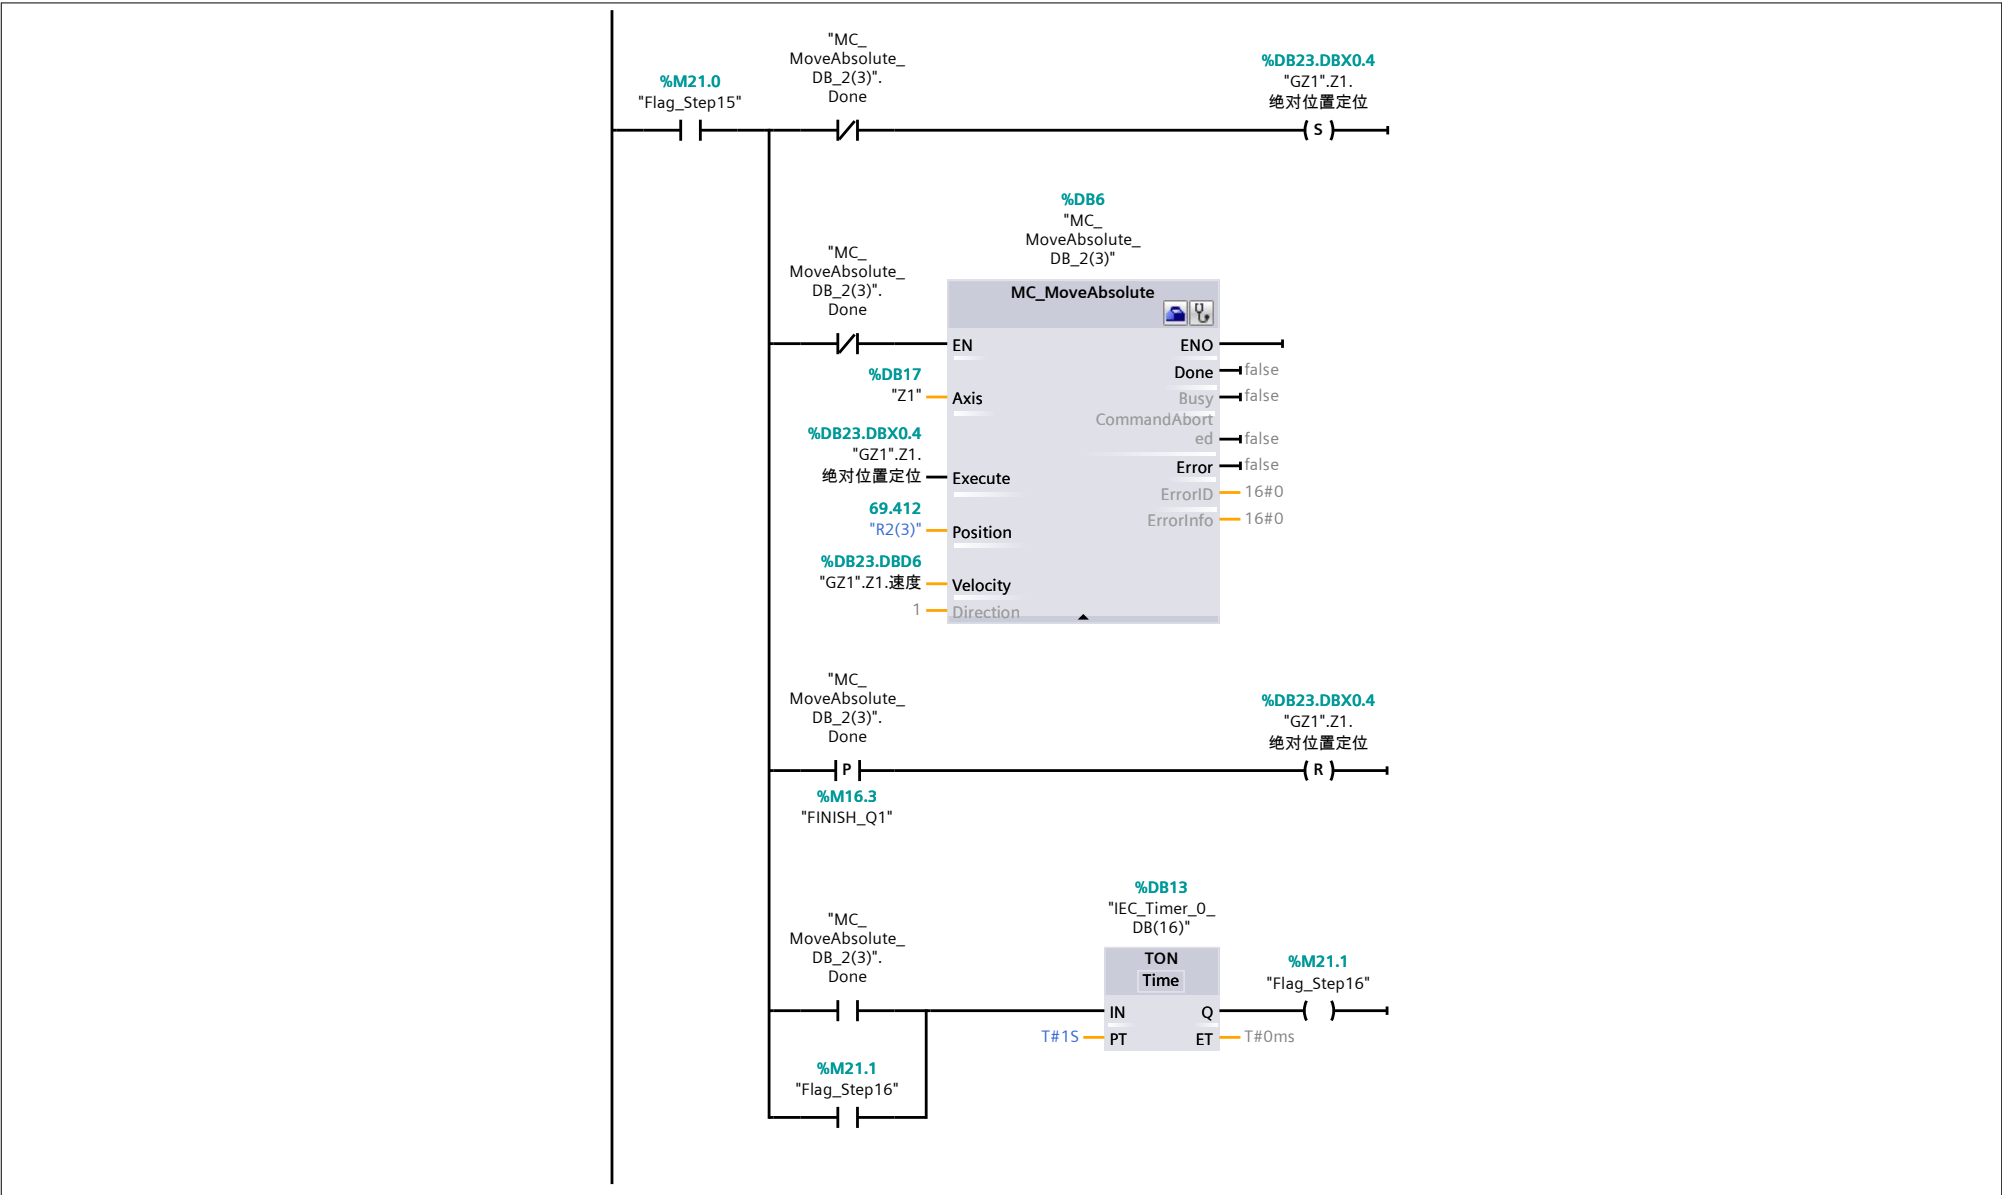 "MC_
MoveAbsolute_
DB_2(3)".
Done
%M21.0
"Flag_Step15"
%DB23.DBX0.4
"GZ1".Z1.
绝对位置定位
S
%DB6
"MC_
MoveAbsolute_
DB_2(3)"
"MC_
MoveAbsolute_
DB_2(3)".
Done
MC_MoveAbsolute
EN
ENO
Done
false
%DB17
"Z1"
Axis
Busy
false
CommandAbort
ed
false
%DB23.DBX0.4
"GZ1".Z1.
绝对位置定位
Execute
Error
false
ErrorID
16#0
69.412
"R2(3)"
Position
ErrorInfo
16#0
%DB23.DBD6
"GZ1".Z1.速度
Velocity
1
Direction
"MC_
MoveAbsolute_
DB_2(3)".
Done
P
%M16.3
"FINISH_Q1"
%DB23.DBX0.4
"GZ1".Z1.
绝对位置定位
R
%DB13
"IEC_Timer_0_
DB(16)"
"MC_
MoveAbsolute_
DB_2(3)".
Done
TON
Time
IN
Q
%M21.1
"Flag_Step16"
T#1S
PT
ET
T#0ms
%M21.1
"Flag_Step16"